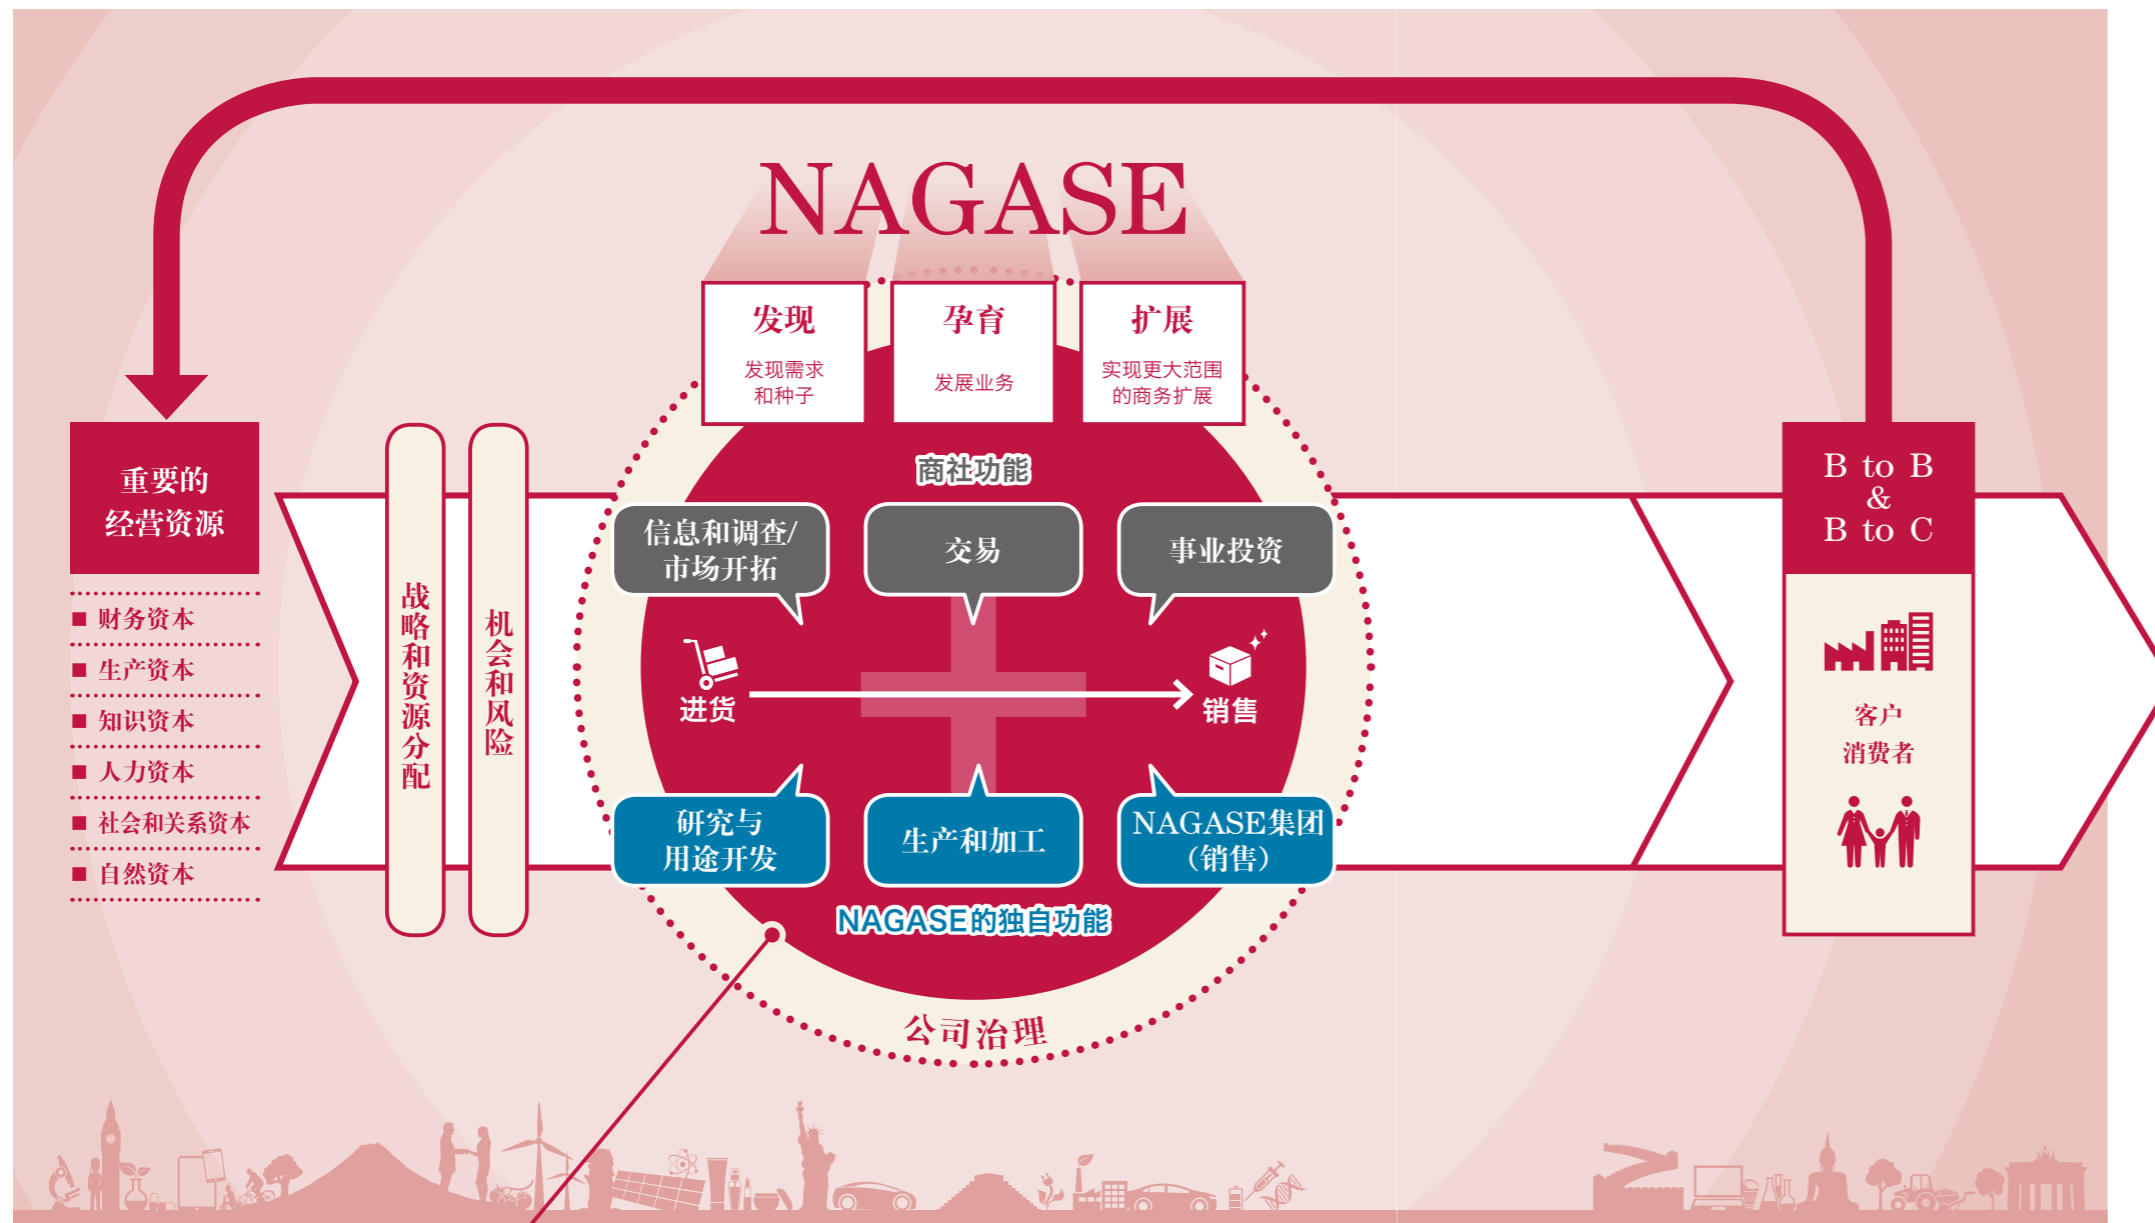 NAGASE
发现
发现需求
和种子
孕育
发展业务
扩展
实现更大范围
的商务扩展
重要的
经营资源
■ 财务资本
■ 生产资本
■ 知识资本
■ 人力资本
■ 社会和关系资本
■ 自然资本
战略和资源分配
机会和风险
商社功能
信息和调查/
市场开拓
交易
事业投资
进货
销售
研究与
用途开发
生产和加工
NAGASE集团
（销售）
NAGASE的独自功能
公司治理
B to B
&
B to C
客户
消费者